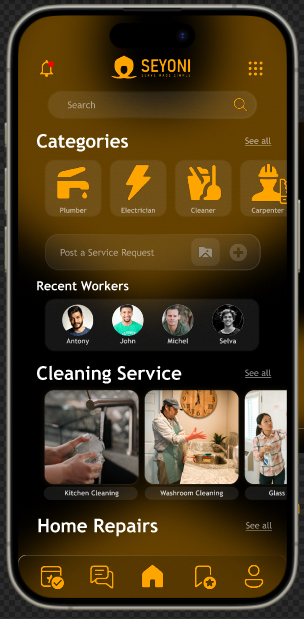 SEYONI
SERVE MADE SIMPLE
Search
Categories
See all
Plumber
Electrician
Cleaner
Carpenter
Post a Service Request
Recent Workers
Antony
John
Michel
Selva
Cleaning Service
See all
Kitchen Cleaning
Washroom Cleaning
Glass
Home Repairs
See all